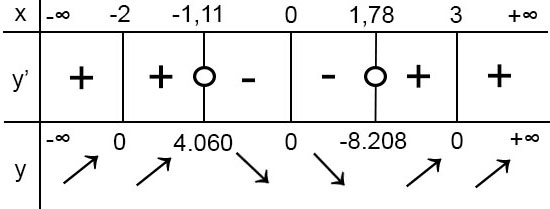 x -∞ -2 -1,11 0 1,78 3 +∞
y' + + - - + +
-∞ 0 4.060 0 -8.208 0 +∞
y